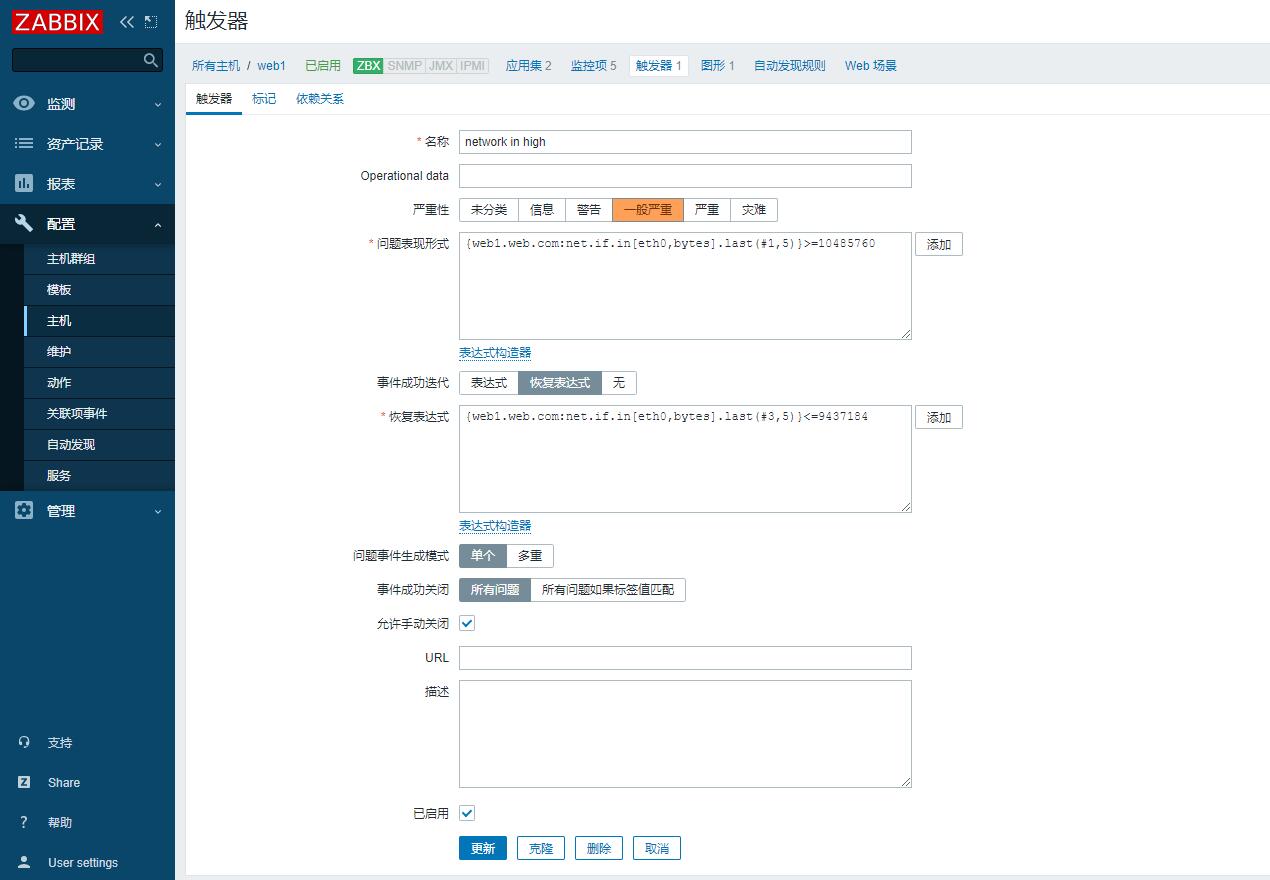 ZABBIX
监测
资产记录
报表
配置
主机群组
模板
主机
维护
动作
关联项事件
自动发现
服务
管理
支持
Share
帮助
User settings
触发器
所有主机 / web1 已启用 ZBX SNMP JMX IPMI 应用集 2 监控项 5 触发器 1 图形 1 自动发现规则 Web 场景
触发器 标记 依赖关系
* 名称 network in high
Operational data
严重性 未分类 信息 警告 一般严重 严重 灾难
* 问题表现形式 {web1.web.com:net.if.in[eth0,bytes].last(#1,5)}>=10485760 添加
表达式构造器
事件成功迭代 表达式 恢复表达式 无
* 恢复表达式 {web1.web.com:net.if.in[eth0,bytes].last(#3,5)}<=9437184 添加
表达式构造器
问题事件生成模式 单个 多重
事件成功关闭 所有问题 所有问题如果标签值匹配
允许手动关闭
URL
描述
已启用
更新 克隆 删除 取消